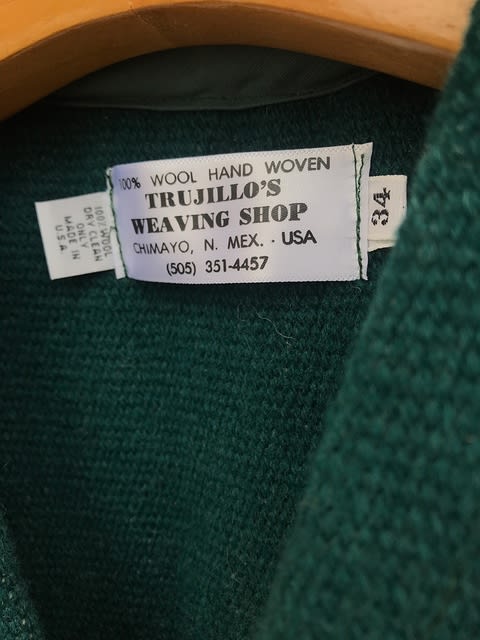 100% WOOL HAND WOVEN
TRUJILLO'S
WEAVING SHOP
CHIMAYO, N. MEX. · USA
(505) 351-4457
100% WOOL
DRY CLEAN
ONLY
MADE IN
U.S.A
34